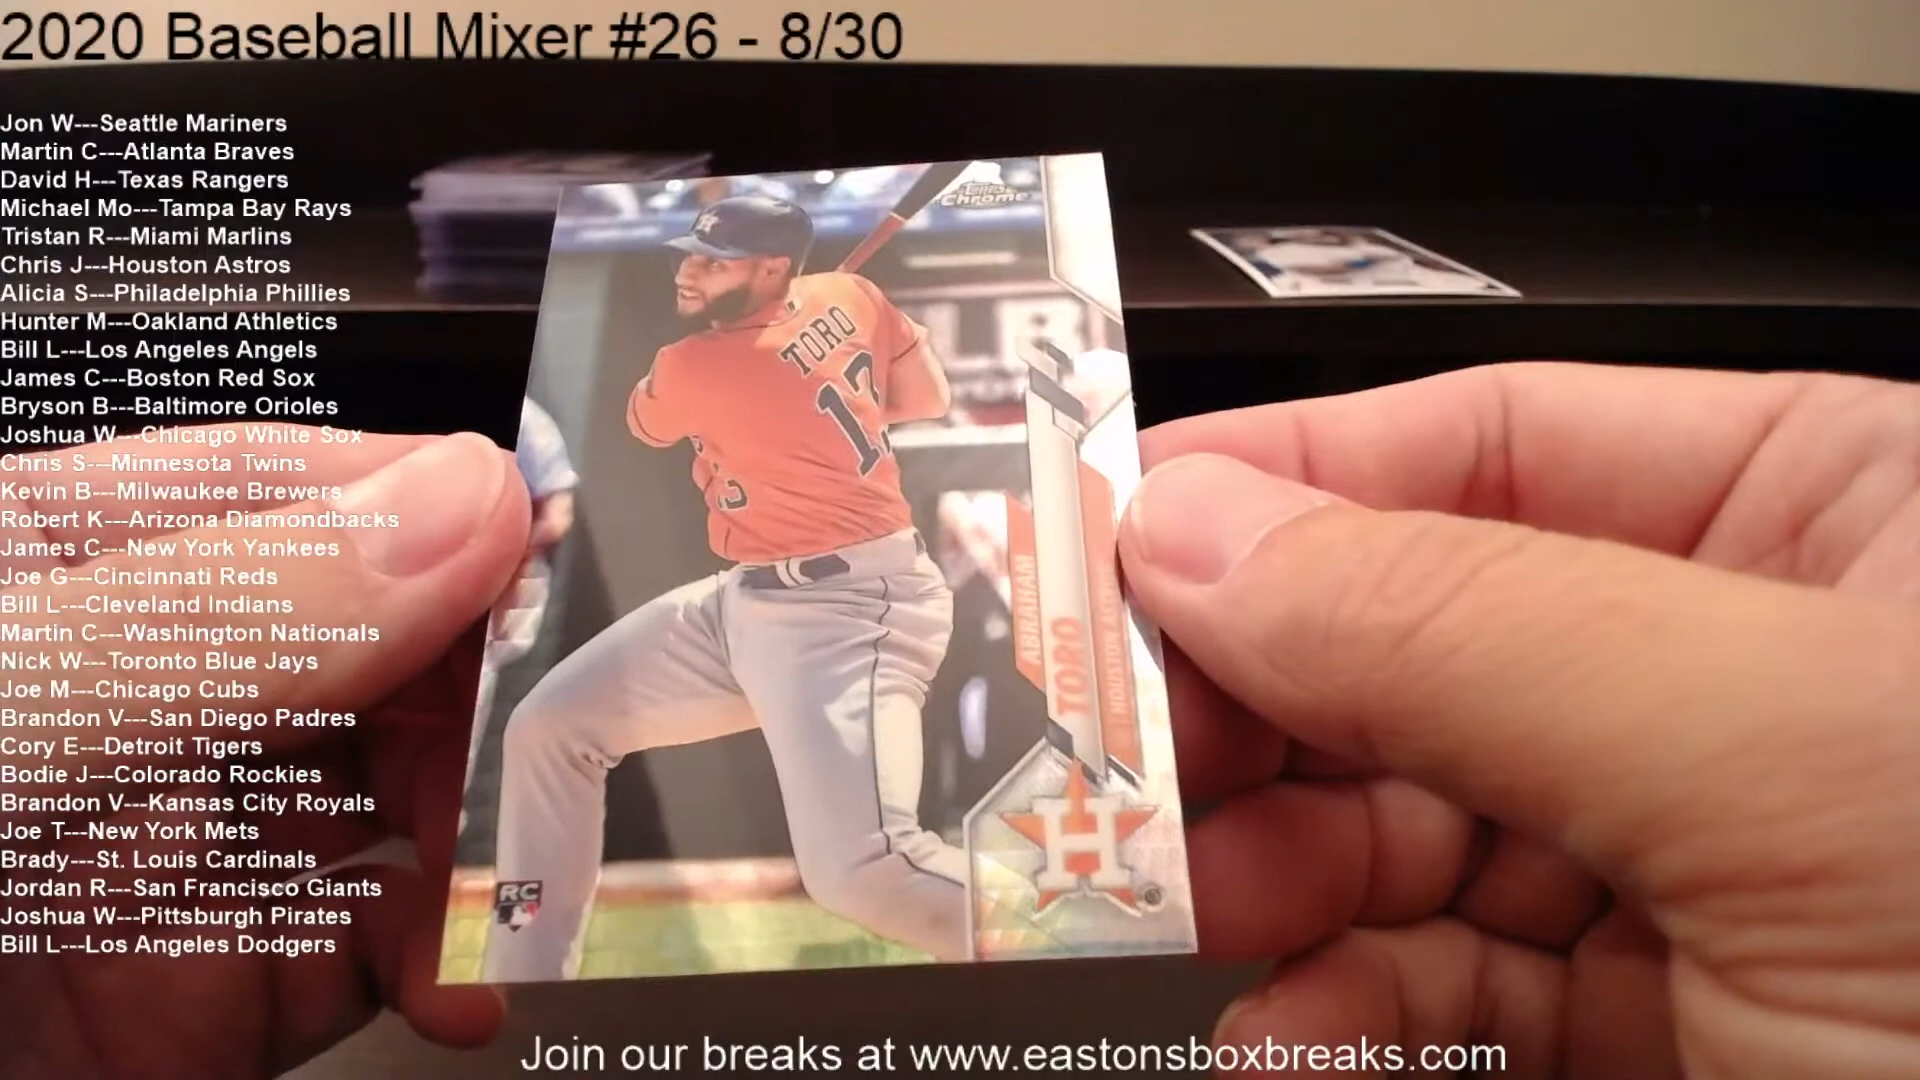 2020 Baseball Mixer #26 - 8/30
Jon W---Seattle Mariners
Martin C---Atlanta Braves
David H---Texas Rangers
Michael Mo---Tampa Bay Rays
Tristan R---Miami Marlins
Chris J---Houston Astros
Alicia S---Philadelphia Phillies
Hunter M---Oakland Athletics
Bill L---Los Angeles Angels
James C---Boston Red Sox
Bryson B---Baltimore Orioles
Joshua W---Chicago White Sox
Chris S---Minnesota Twins
Kevin B---Milwaukee Brewers
Robert K---Arizona Diamondbacks
James C---New York Yankees
Joe G---Cincinnati Reds
Bill L---Cleveland Indians
Martin C---Washington Nationals
Nick W---Toronto Blue Jays
Joe M---Chicago Cubs
Brandon V---San Diego Padres
Cory E---Detroit Tigers
Bodie J---Colorado Rockies
Brandon V---Kansas City Royals
Joe T---New York Mets
Brady---St. Louis Cardinals
Jordan R---San Francisco Giants
Joshua W---Pittsburgh Pirates
Bill L---Los Angeles Dodgers
Topps
Chrome
TORO
13
ABRAHAM
TORO
HOUSTON
H
RC
Join our breaks at www.eastonsboxbreaks.com